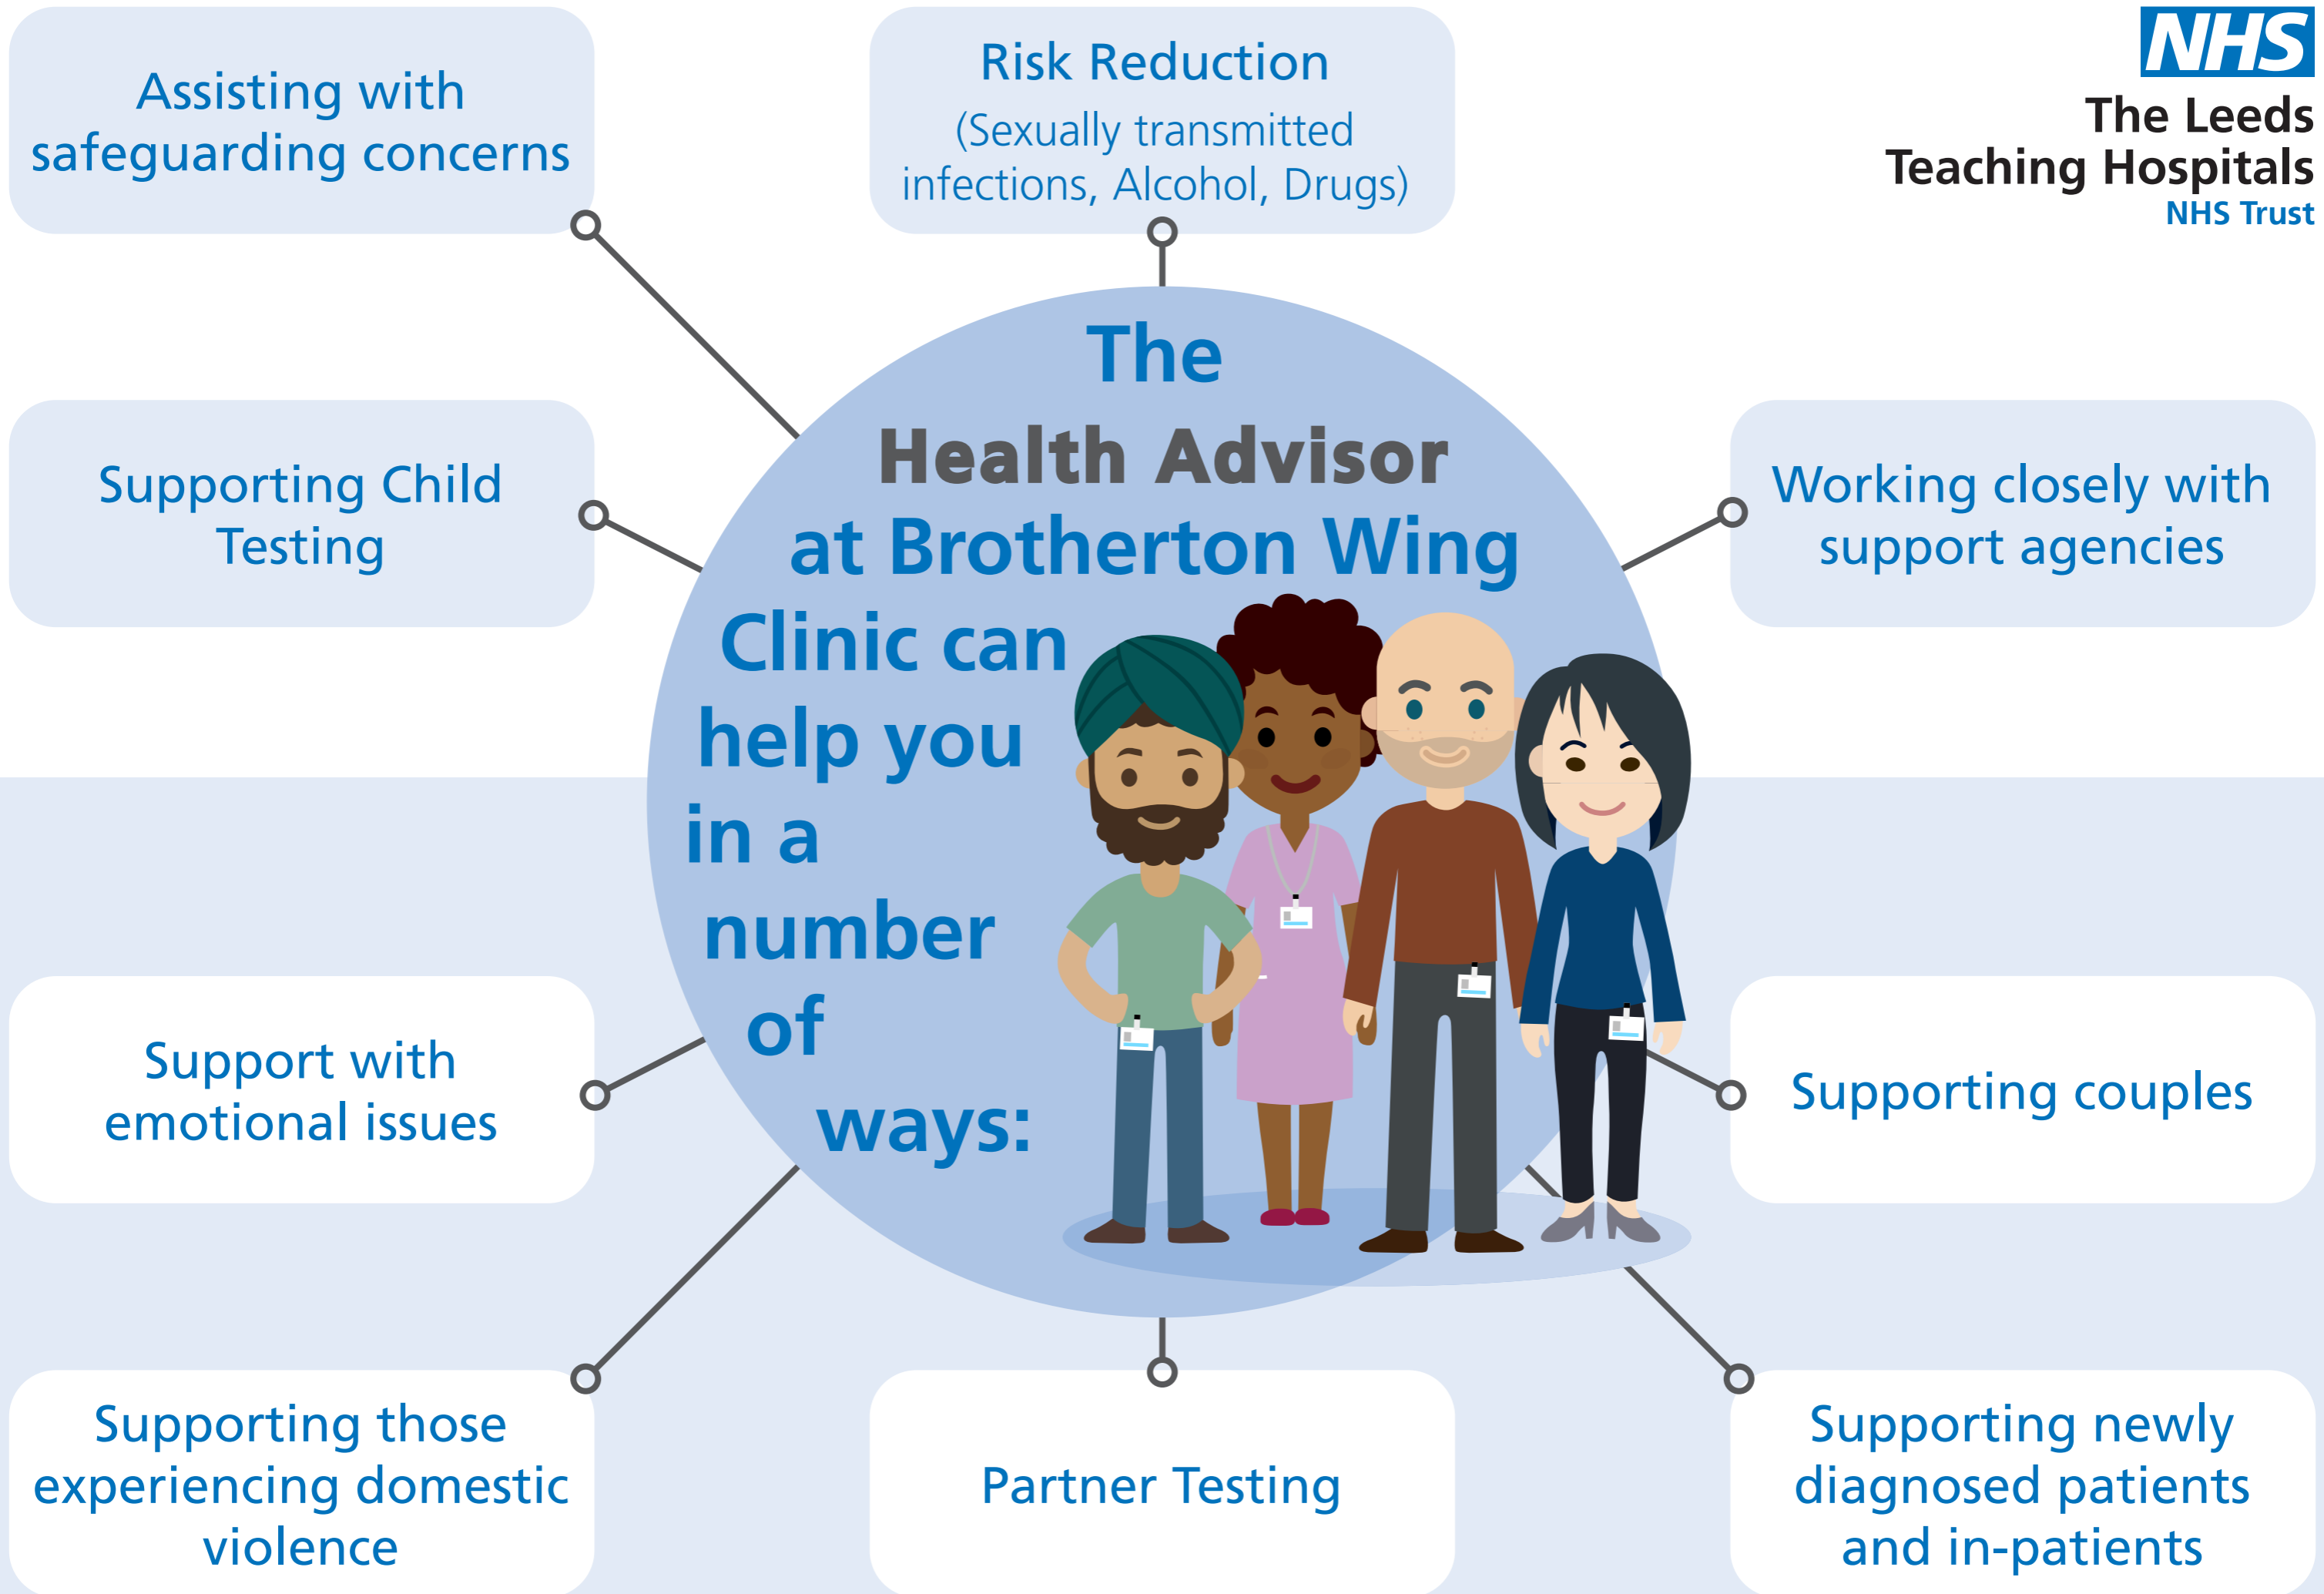 Assisting with
safeguarding concerns
Risk Reduction
(Sexually transmitted
infections, Alcohol, Drugs)
NHS
The Leeds
Teaching Hospitals
NHS Trust
The
Health Advisor
at Brotherton Wing
Clinic can
help you
in a
number
of
ways:
Supporting Child
Testing
Working closely with
support agencies
Support with
emotional issues
Supporting couples
Supporting those
experiencing domestic
violence
Partner Testing
Supporting newly
diagnosed patients
and in-patients